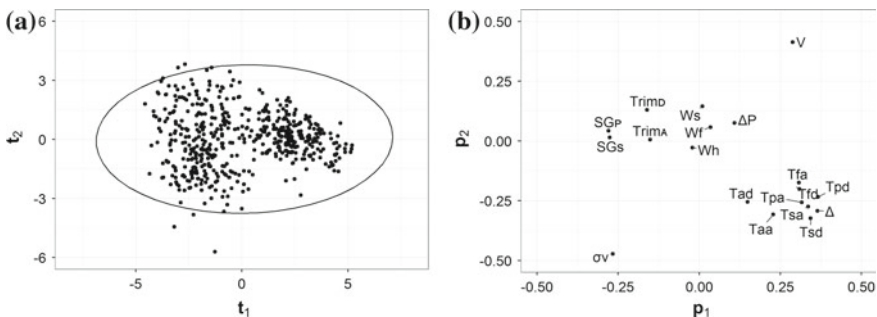 (a)
6
3
0
-3
-6
t2
-5
0
5
t1
(b)
0.50
0.25
0.00
-0.25
-0.50
p2
V
TrimD
Ws
ΔP
SGP
Wf
TrimA
SGS
Wh
Tfa
Tad
Tpa
Tfd
Tpd
Taa
Tsa
Δ
Tsd
σv
-0.50
-0.25
0.00
0.25
0.50
p1